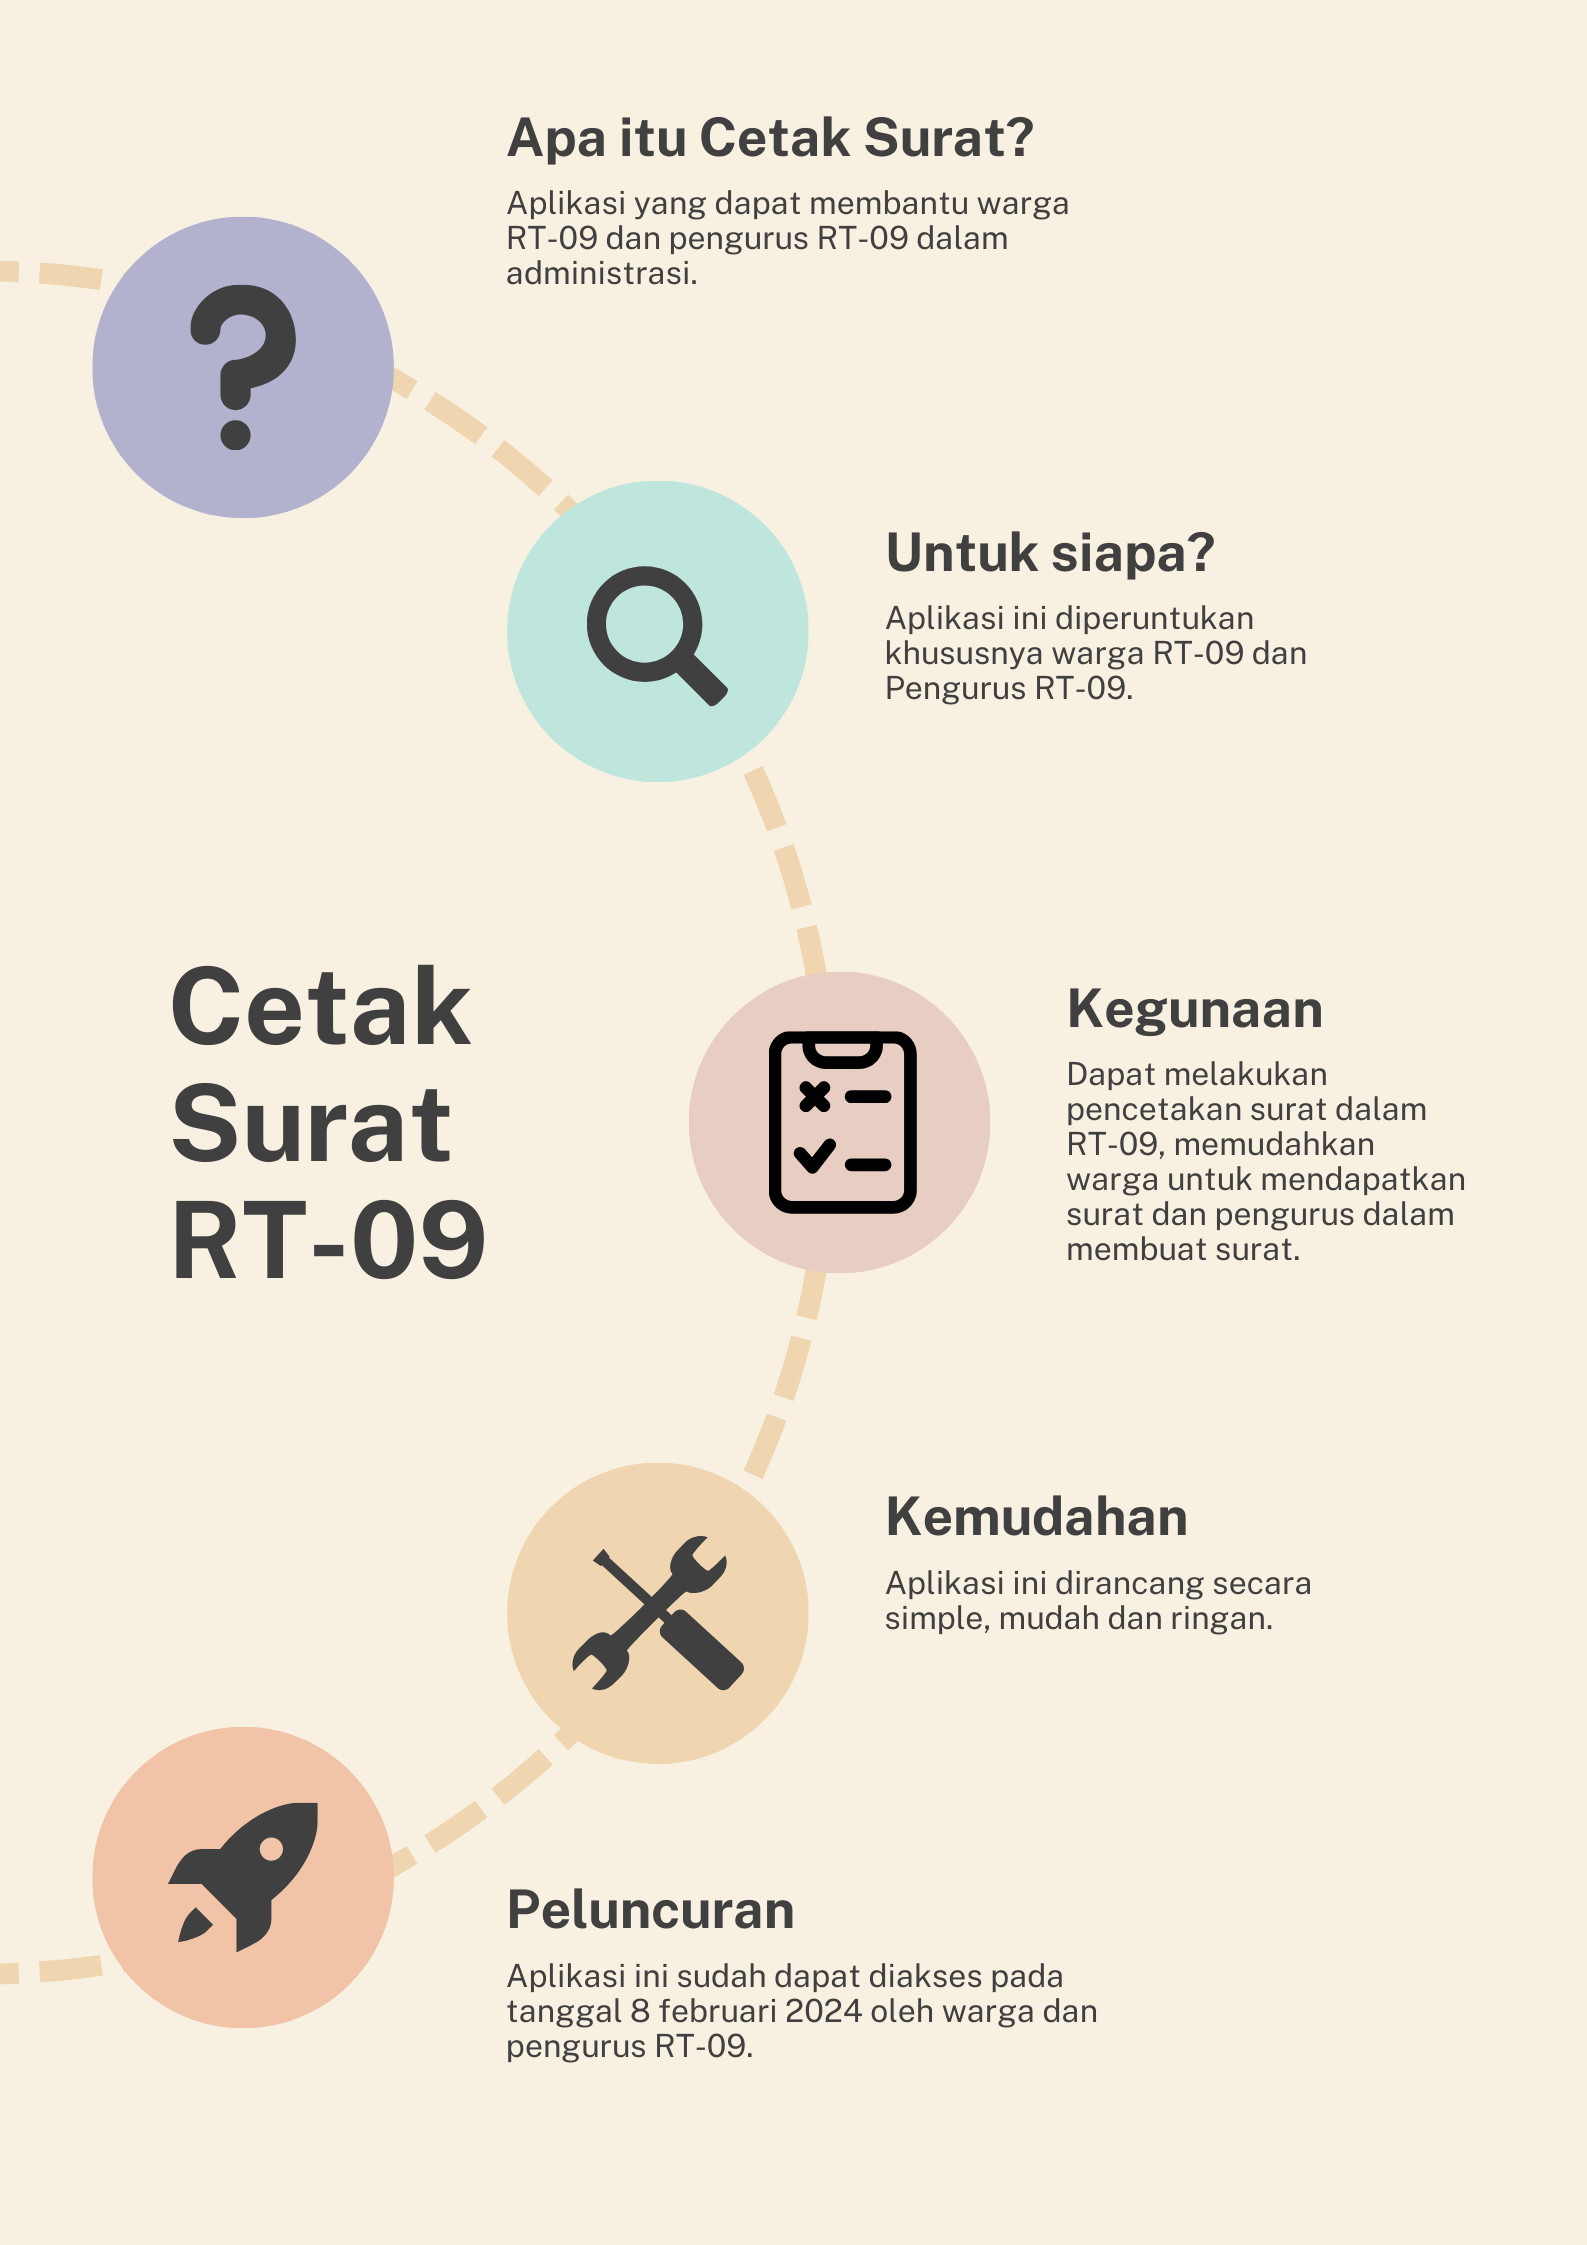 Apa itu Cetak Surat?
Aplikasi yang dapat membantu warga
RT-09 dan pengurus RT-09 dalam
administrasi.
Untuk siapa?
Aplikasi ini diperuntukan
khususnya warga RT-09 dan
Pengurus RT-09.
Cetak
Surat
RT-09
Kegunaan
Dapat melakukan
pencetakan surat dalam
RT-09, memudahkan
warga untuk mendapatkan
surat dan pengurus dalam
membuat surat.
Kemudahan
Aplikasi ini dirancang secara
simple, mudah dan ringan.
Peluncuran
Aplikasi ini sudah dapat diakses pada
tanggal 8 februari 2024 oleh warga dan
pengurus RT-09.